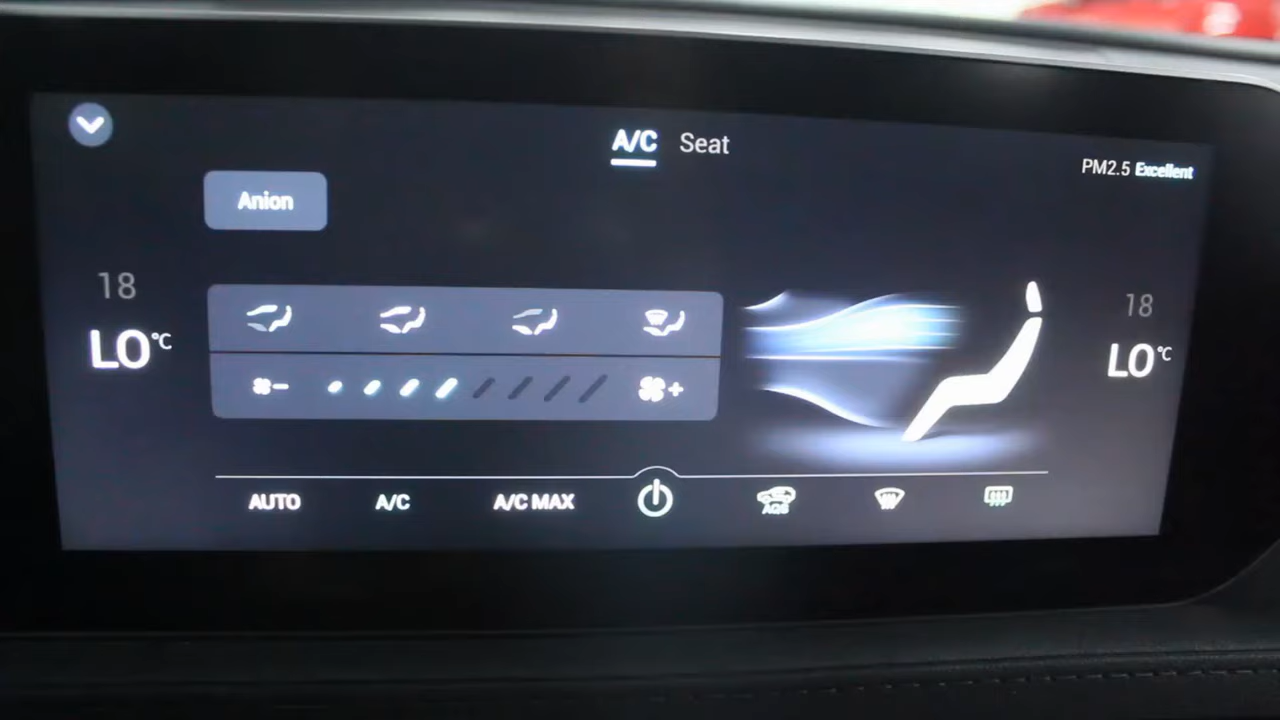 A/C Seat
PM2.5 Excellent
Anion
18
LO°C
18
LO°C
AUTO A/C A/C MAX AQS